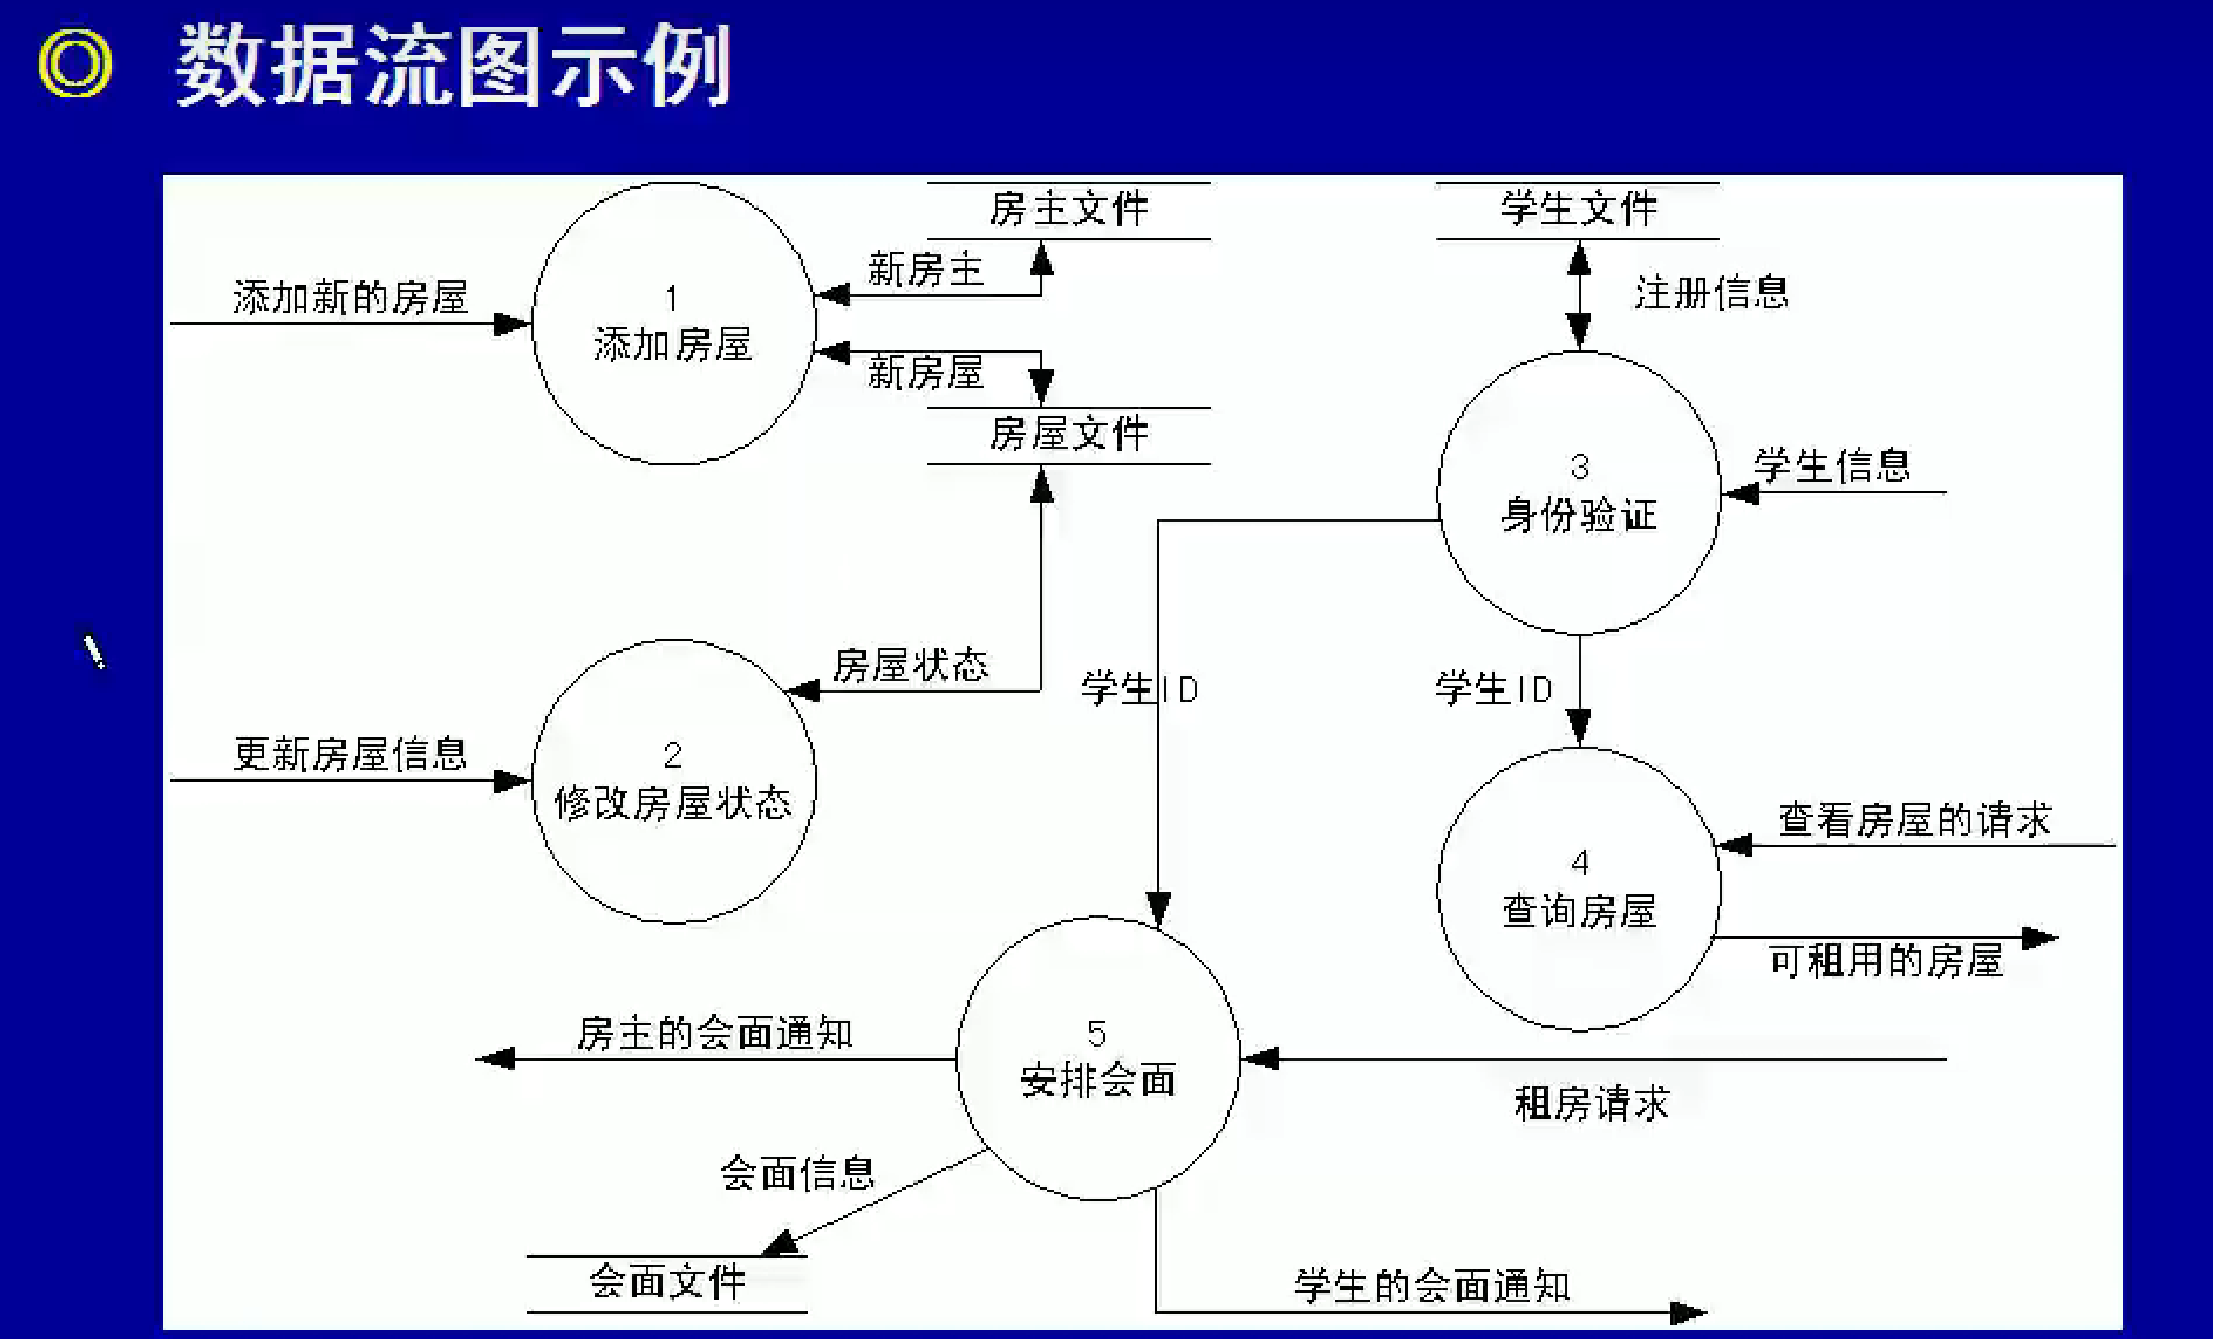 数据流图示例
房主文件
学生文件
新房主
注册信息
添加新的房屋
1
添加房屋
新房屋
房屋文件
3
身份验证
学生信息
房屋状态
学生ID
学生ID
更新房屋信息
2
修改房屋状态
查看房屋的请求
4
查询房屋
可租用的房屋
房主的会面通知
5
安排会面
租房请求
会面信息
会面文件
学生的会面通知